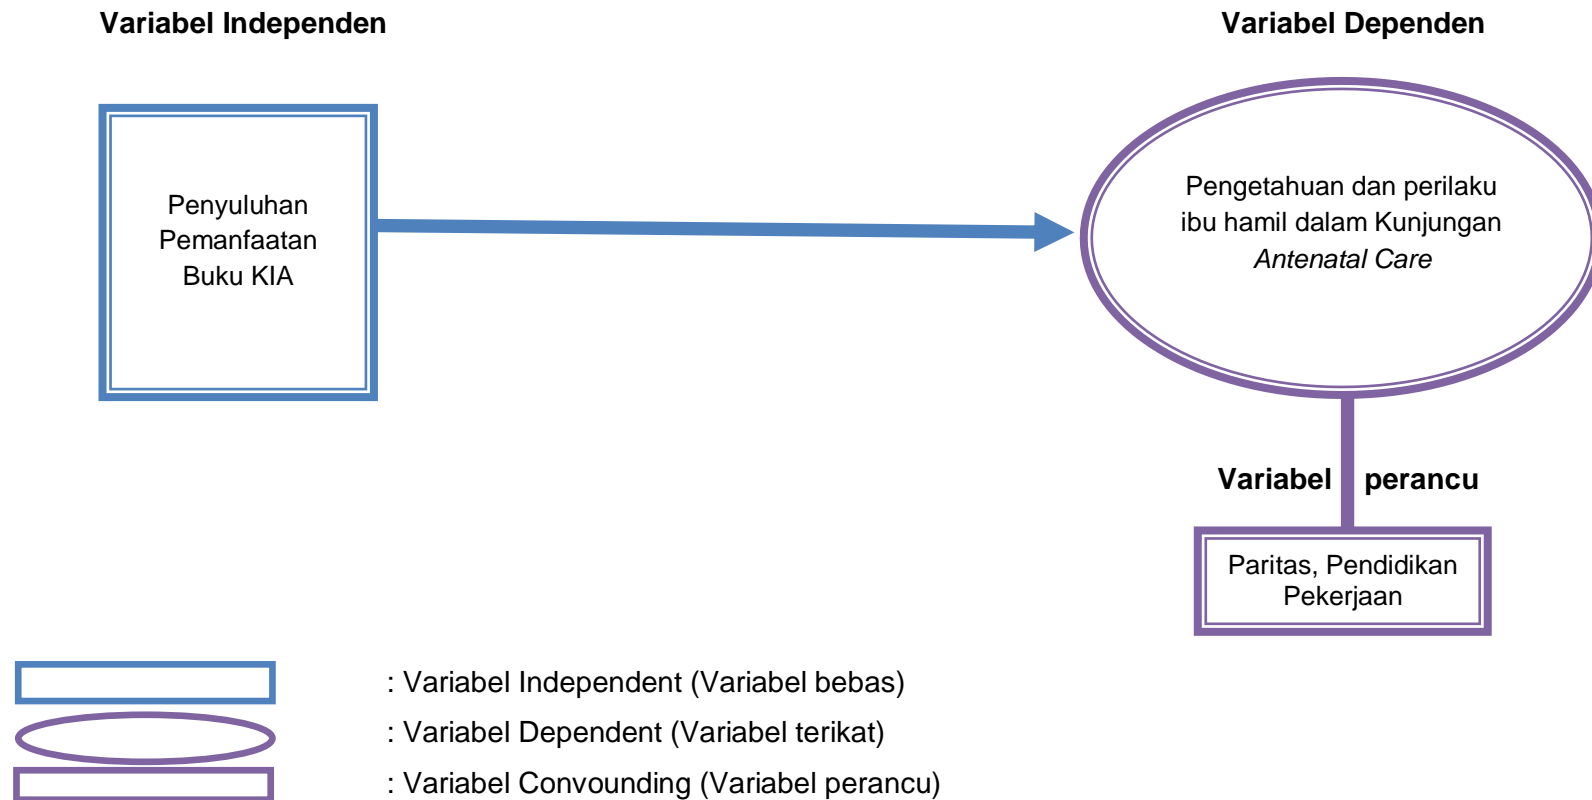 Variabel Independen
Variabel Dependen
Penyuluhan
Pemanfaatan
Buku KIA
Pengetahuan dan perilaku
ibu hamil dalam Kunjungan
Antenatal Care
Variabel perancu
Paritas, Pendidikan
Pekerjaan
: Variabel Independent (Variabel bebas)
: Variabel Dependent (Variabel terikat)
: Variabel Convounding (Variabel perancu)